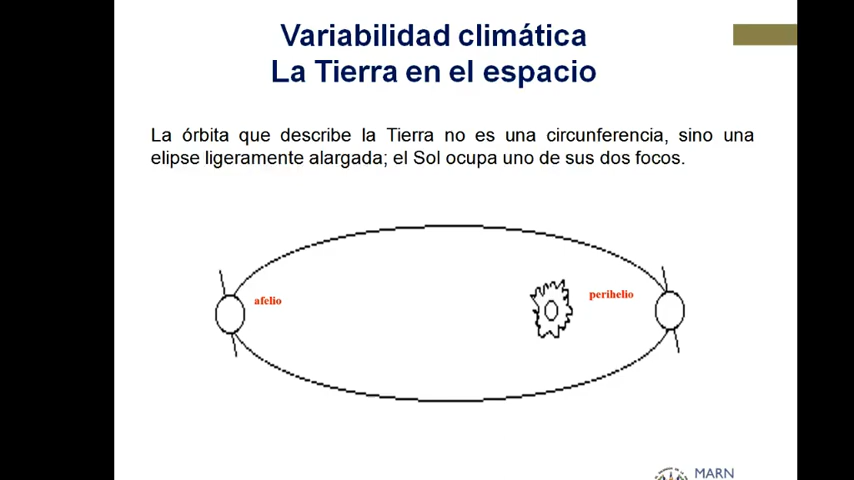 Variabilidad climática
La Tierra en el espacio
La órbita que describe la Tierra no es una circunferencia, sino una
elipse ligeramente alargada; el Sol ocupa uno de sus dos focos.
afelio
perihelio
MARN